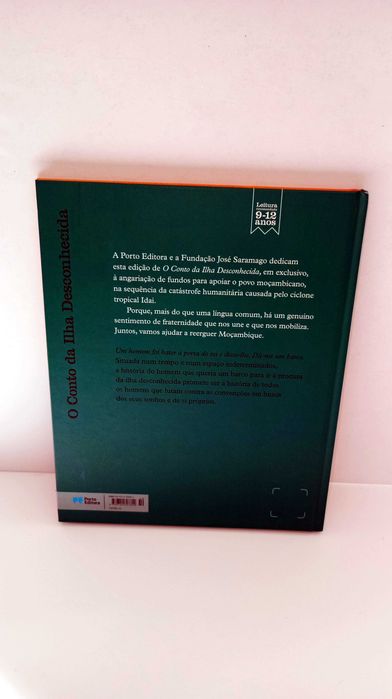 Leitura
recomendada
9-12
anos
O Conto da Ilha Desconhecida
A Porto Editora e a Fundação José Saramago dedicam
esta edição de O Conto da Ilha Desconhecida, em exclusivo,
à angariação de fundos para apoiar o povo moçambicano,
na sequência da catástrofe humanitária causada pelo ciclone
tropical Idai.
Porque, mais do que uma língua comum, há um genuíno
sentimento de fraternidade que nos une e que nos mobiliza.
Juntos, vamos ajudar a reerguer Moçambique.
Um homem foi bater à porta do rei e disse-lhe, Dá-me um barco.
Situada num tempo e num espaço indeterminados,
a história do homem que queria um barco para ir à procura
da ilha desconhecida promete ser a história de todos
os homens que lutam contra as convenções em busca
dos seus sonhos e de si próprios.
Porto
Editora